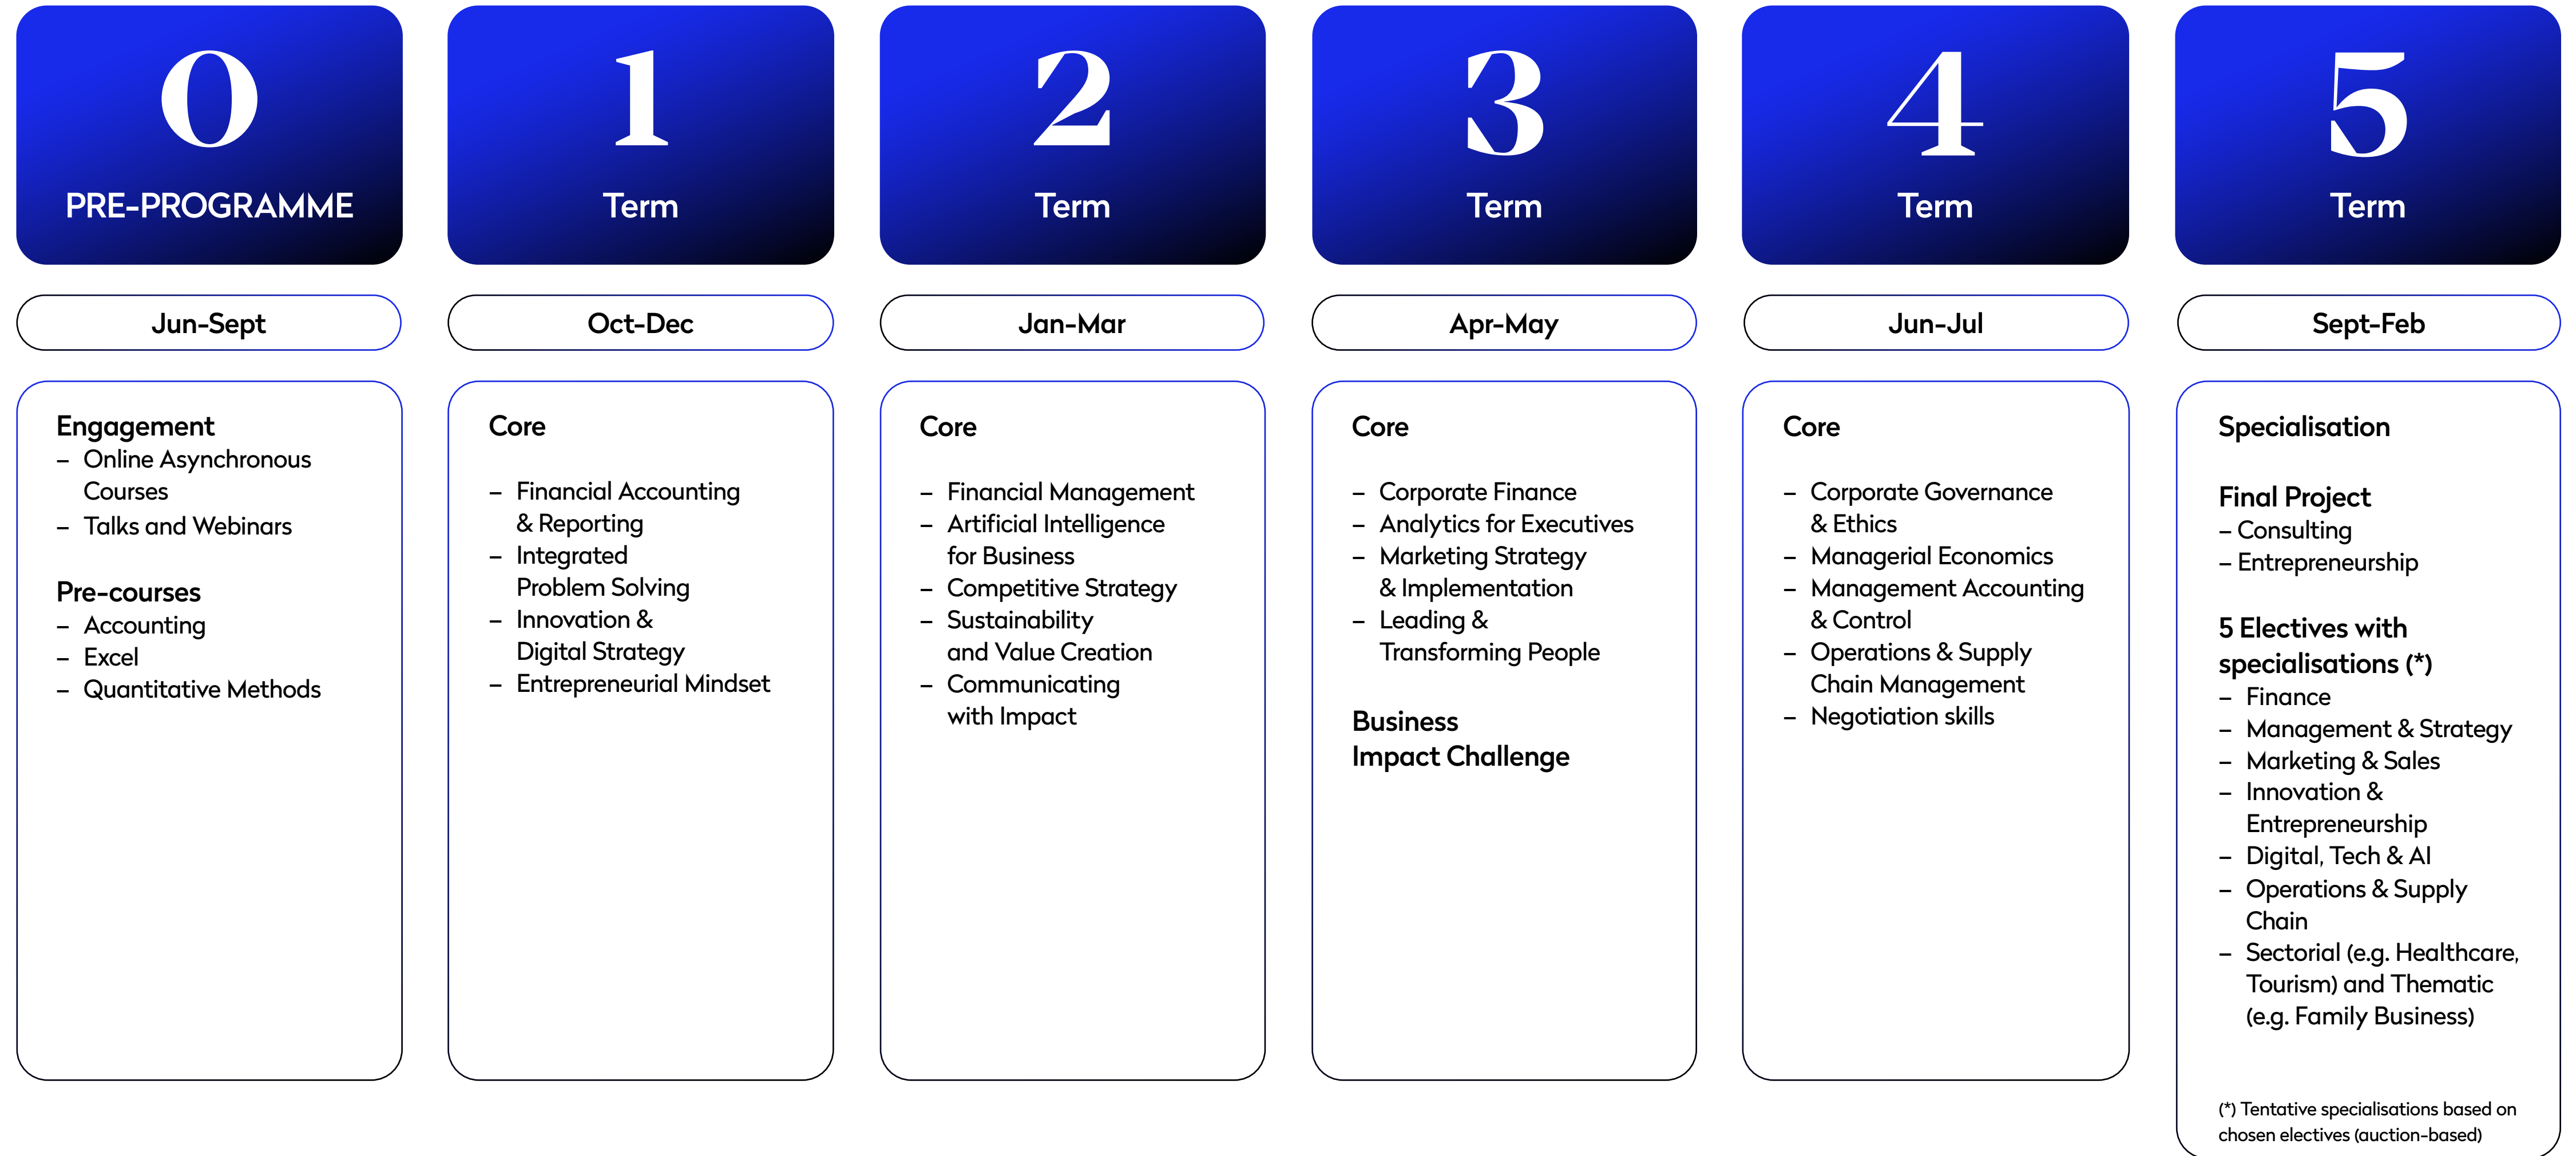 0
PRE-PROGRAMME
Jun-Sept
Engagement
– Online Asynchronous
Courses
– Talks and Webinars
Pre-courses
– Accounting
– Excel
– Quantitative Methods
1
Term
Oct-Dec
Core
– Financial Accounting
& Reporting
– Integrated
Problem Solving
– Innovation &
Digital Strategy
– Entrepreneurial Mindset
2
Term
Jan-Mar
Core
– Financial Management
– Artificial Intelligence
for Business
– Competitive Strategy
– Sustainability
and Value Creation
– Communicating
with Impact
3
Term
Apr-May
Core
– Corporate Finance
– Analytics for Executives
– Marketing Strategy
& Implementation
– Leading &
Transforming People
Business
Impact Challenge
4
Term
Jun-Jul
Core
– Corporate Governance
& Ethics
– Managerial Economics
– Management Accounting
& Control
– Operations & Supply
Chain Management
– Negotiation skills
5
Term
Sept-Feb
Specialisation
Final Project
– Consulting
– Entrepreneurship
5 Electives with
specialisations (*)
– Finance
– Management & Strategy
– Marketing & Sales
– Innovation &
Entrepreneurship
– Digital, Tech & AI
– Operations & Supply
Chain
– Sectorial (e.g. Healthcare,
Tourism) and Thematic
(e.g. Family Business)
(*) Tentative specialisations based on
chosen electives (auction-based)